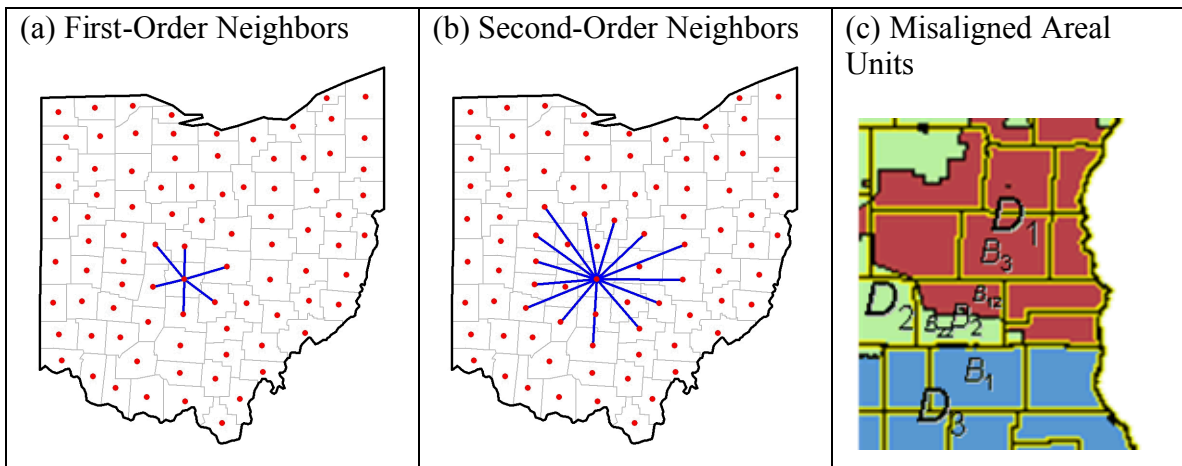 (a) First-Order Neighbors
(b) Second-Order Neighbors
(c) Misaligned Areal
Units
D1
B3
B12
D2
B22
B2
B1
D3